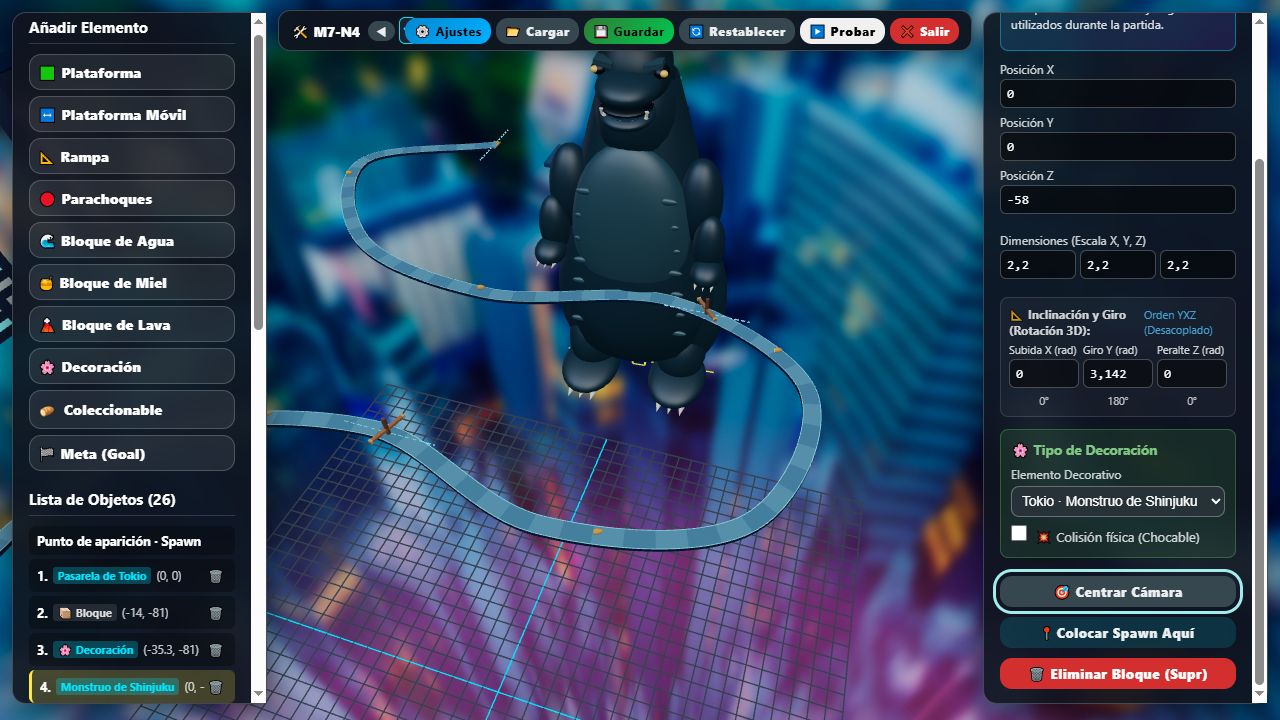 Añadir Elemento
Plataforma
Plataforma Móvil
Rampa
Parachoques
Bloque de Agua
Bloque de Miel
Bloque de Lava
Decoración
Coleccionable
Meta (Goal)
Lista de Objetos (26)
Punto de aparición - Spawn
1. Pasarela de Tokio (0, 0)
2. Bloque (-14, -81)
3. Decoración (-35.3, -81)
4. Monstruo de Shinjuku (0, -
M7-N4 ◀ Ajustes Cargar Guardar Restablecer Probar Salir
utilizados durante la partida.
Posición X
0
Posición Y
0
Posición Z
-58
Dimensiones (Escala X, Y, Z)
2,2 2,2 2,2
Inclinación y Giro (Rotación 3D): Orden YXZ (Desacoplado)
Subida X (rad) Giro Y (rad) Peralte Z (rad)
0 3,142 0
0° 180° 0°
Tipo de Decoración
Elemento Decorativo
Tokio · Monstruo de Shinjuku
Colisión física (Chocable)
Centrar Cámara
Colocar Spawn Aquí
Eliminar Bloque (Supr)